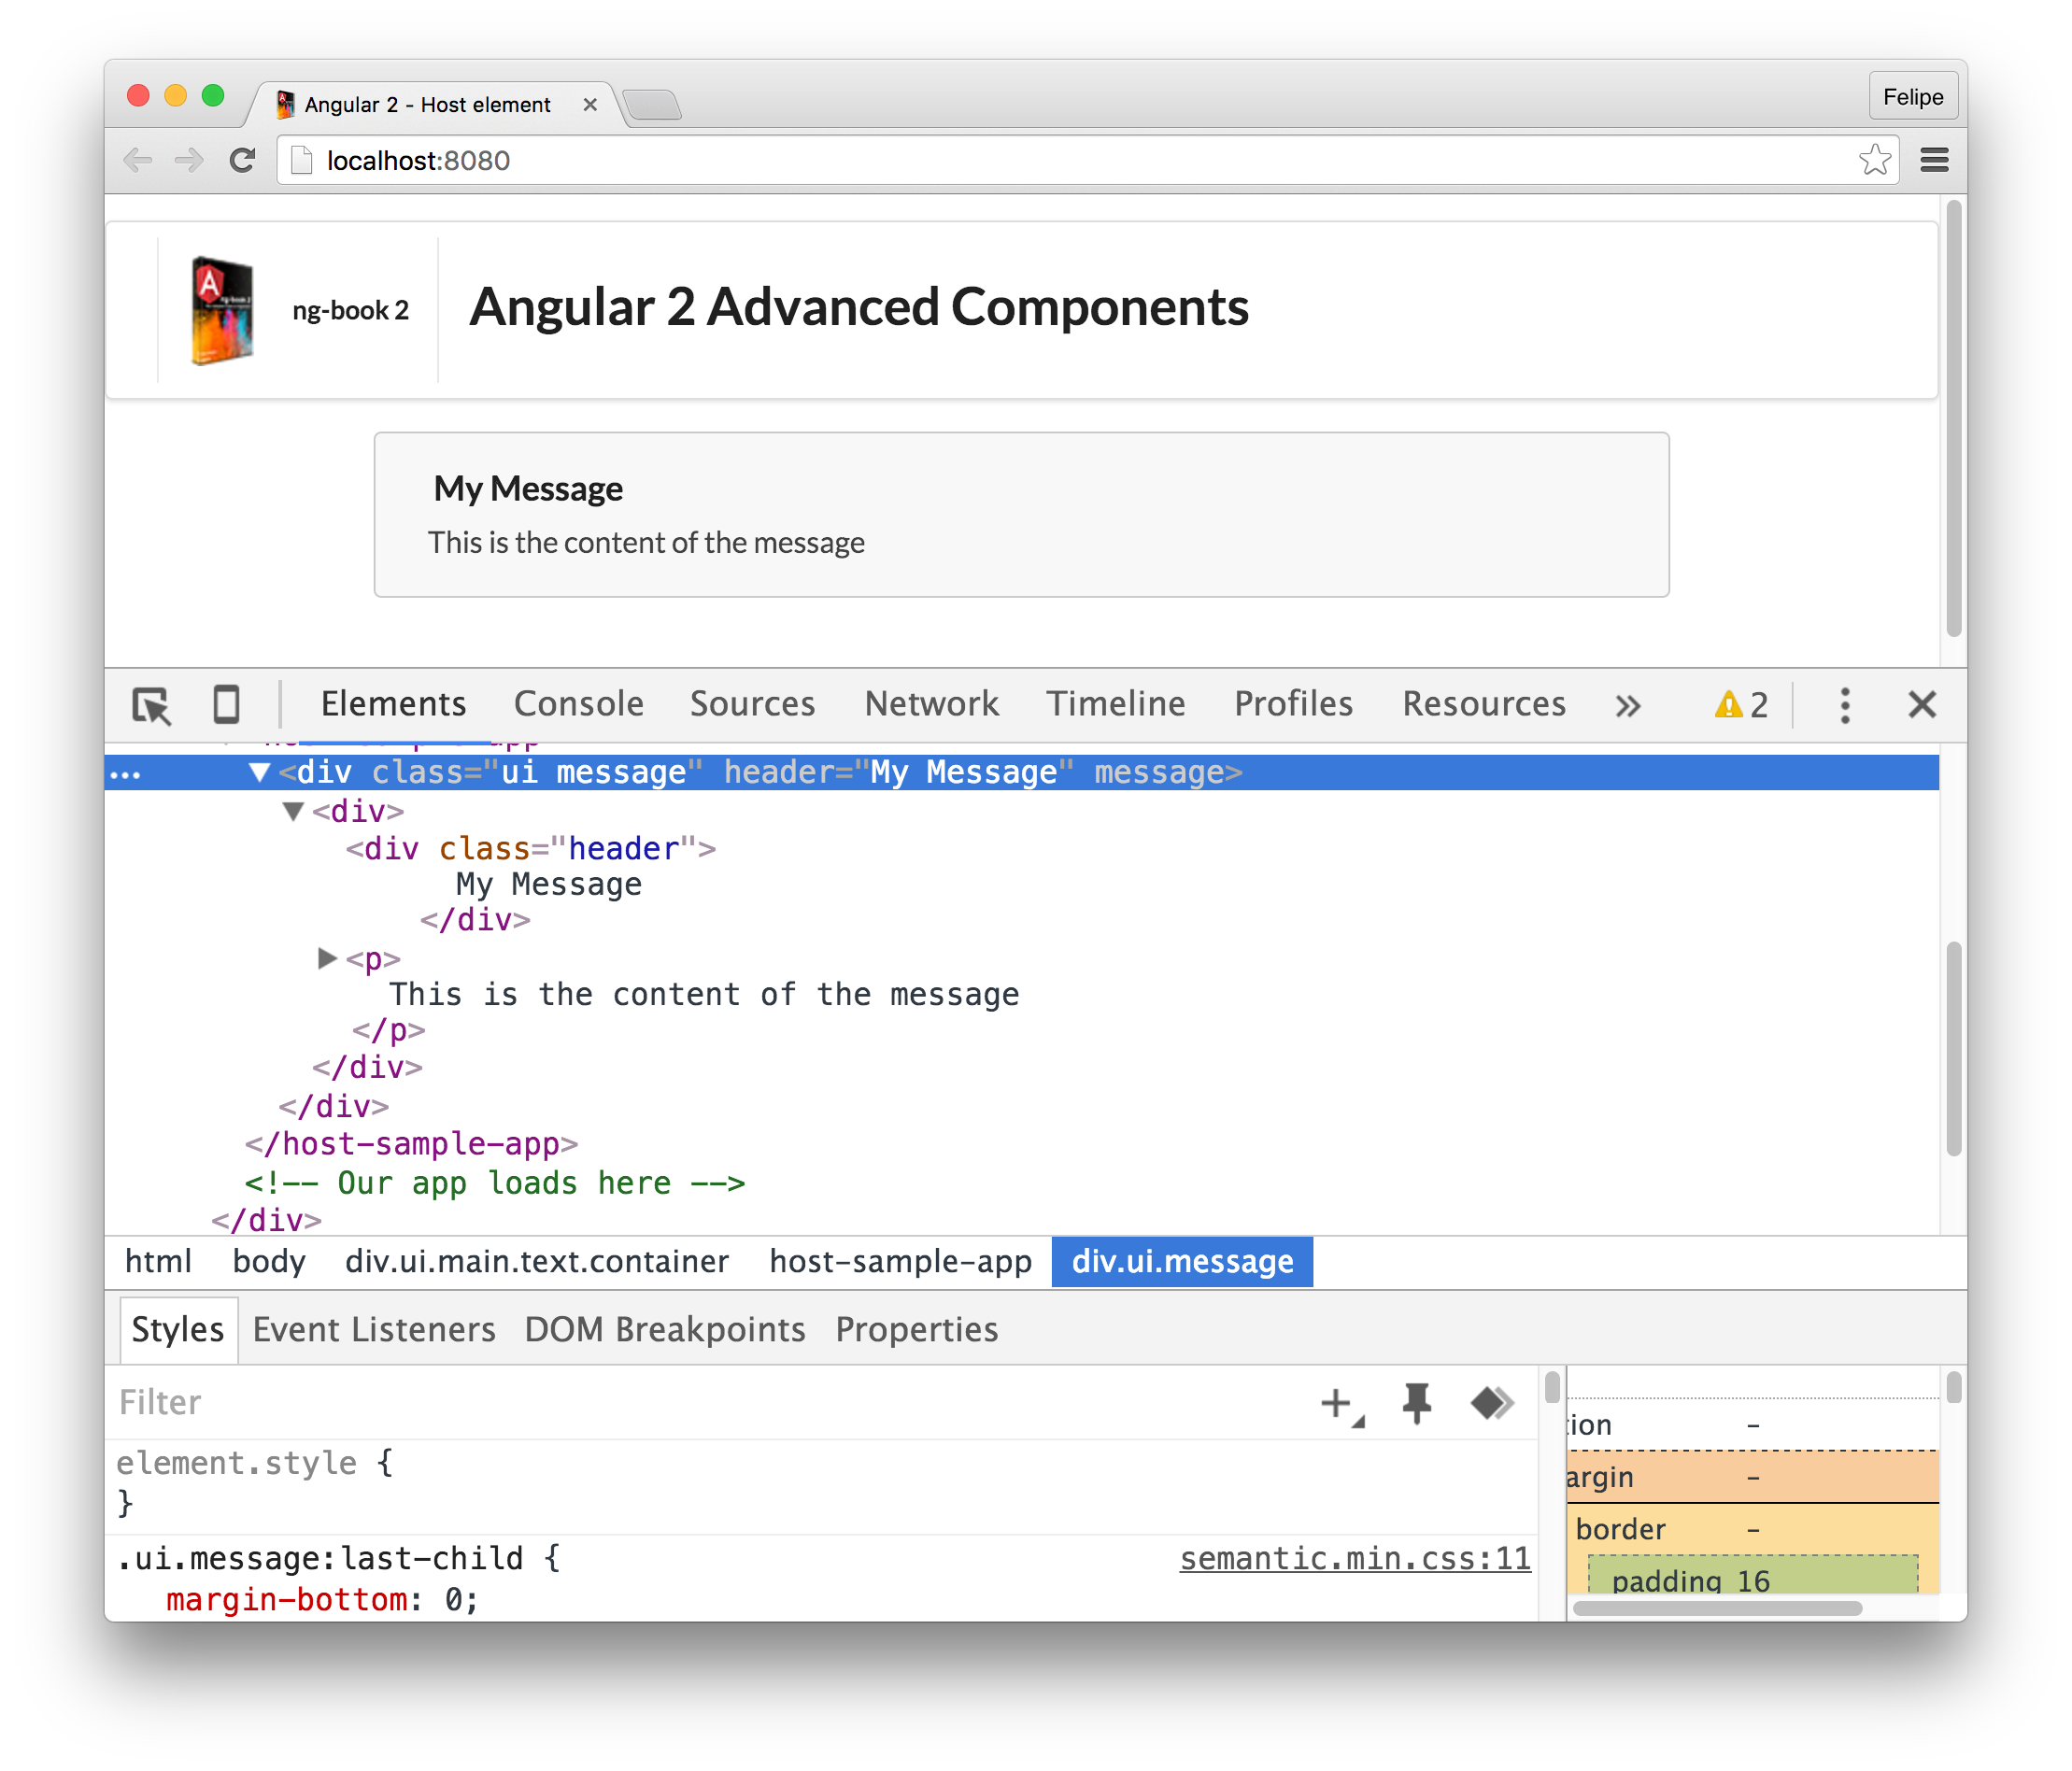 Angular 2 - Host element
Felipe
localhost:8080
ng-book 2
Angular 2 Advanced Components
My Message
This is the content of the message
Elements Console Sources Network Timeline Profiles Resources » 2
<div class="ui message" header="My Message" message>
<div>
<div class="header">
My Message
</div>
<p>
This is the content of the message
</p>
</div>
</div>
</host-sample-app>
<!-- Our app loads here -->
</div>
html body div.ui.main.text.container host-sample-app div.ui.message
Styles Event Listeners DOM Breakpoints Properties
Filter
element.style {
}
.ui.message:last-child { semantic.min.css:11
margin-bottom: 0;
tion -
argin -
border -
padding 16